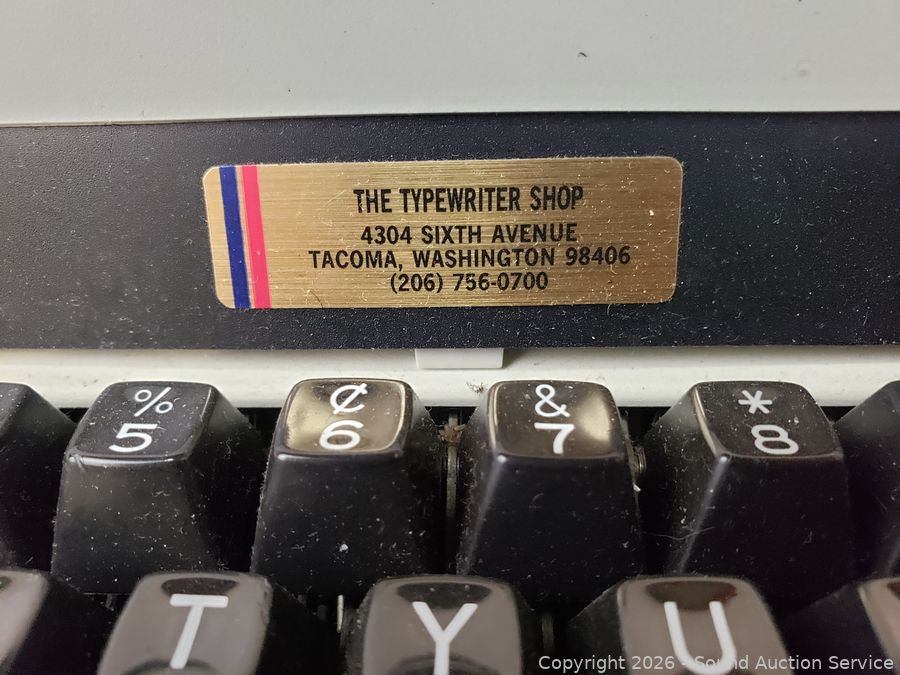 THE TYPEWRITER SHOP
4304 SIXTH AVENUE
TACOMA, WASHINGTON 98406
(206) 756-0700
% ¢ & *
5 6 7 8
T Y U
Copyright 2026 - Sound Auction Service